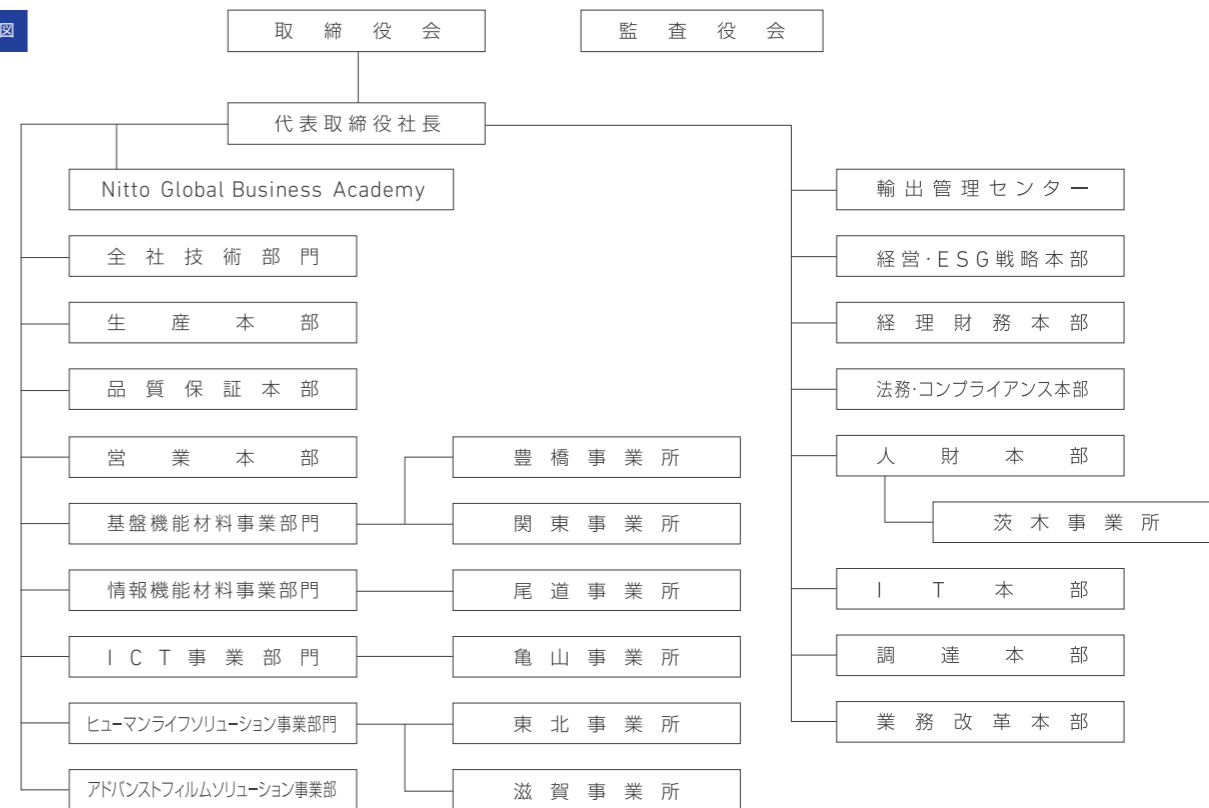 図
取締役会
監査役会
代表取締役社長
Nitto Global Business Academy
全社技術部門
生産本部
品質保証本部
営業本部
基盤機能材料事業部門
情報機能材料事業部門
ICT事業部門
ヒューマンライフソリューション事業部門
アドバンストフィルムソリューション事業部
豊橋事業所
関東事業所
尾道事業所
亀山事業所
東北事業所
滋賀事業所
輸出管理センター
経営・ESG戦略本部
経理財務本部
法務・コンプライアンス本部
人財本部
茨木事業所
IT本部
調達本部
業務改革本部